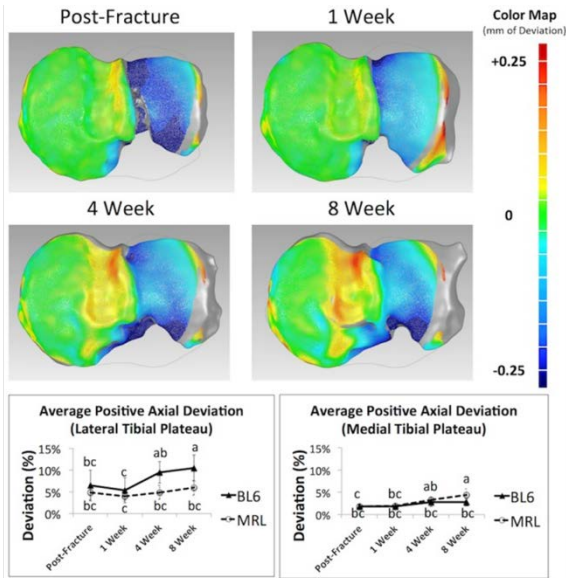 Post-Fracture
1 Week
Color Map
(mm of Deviation)
+0.25
0
-0.25
4 Week
8 Week
Average Positive Axial Deviation
(Lateral Tibial Plateau)
Deviation (%)
15%
10%
5%
0%
bc
c
ab
a
bc
c
bc
bc
Post-Fracture
1 Week
4 Week
8 Week
BL6
MRL
Average Positive Axial Deviation
(Medial Tibial Plateau)
Deviation (%)
15%
10%
5%
0%
c
bc
ab
a
bc
bc
bc
bc
Post-Fracture
1 Week
4 Week
8 Week
BL6
MRL